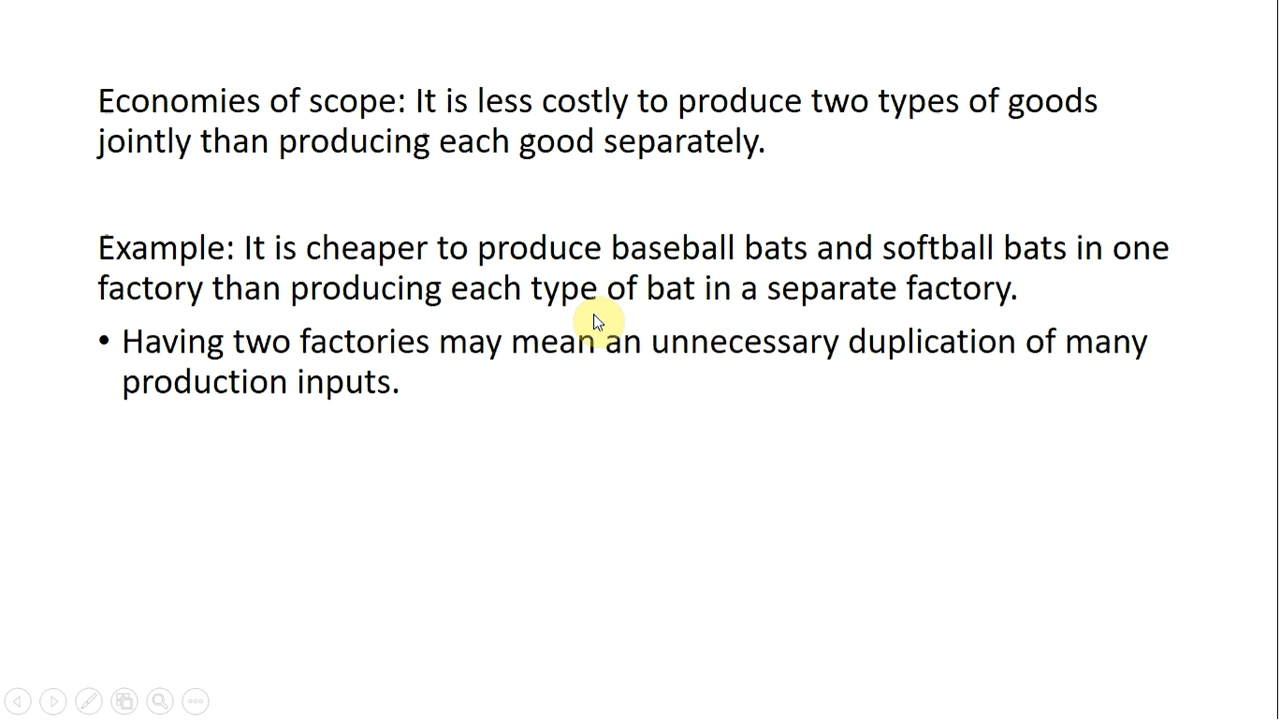 Economies of scope: It is less costly to produce two types of goods
jointly than producing each good separately.
Example: It is cheaper to produce baseball bats and softball bats in one
factory than producing each type of bat in a separate factory.
• Having two factories may mean an unnecessary duplication of many
production inputs.